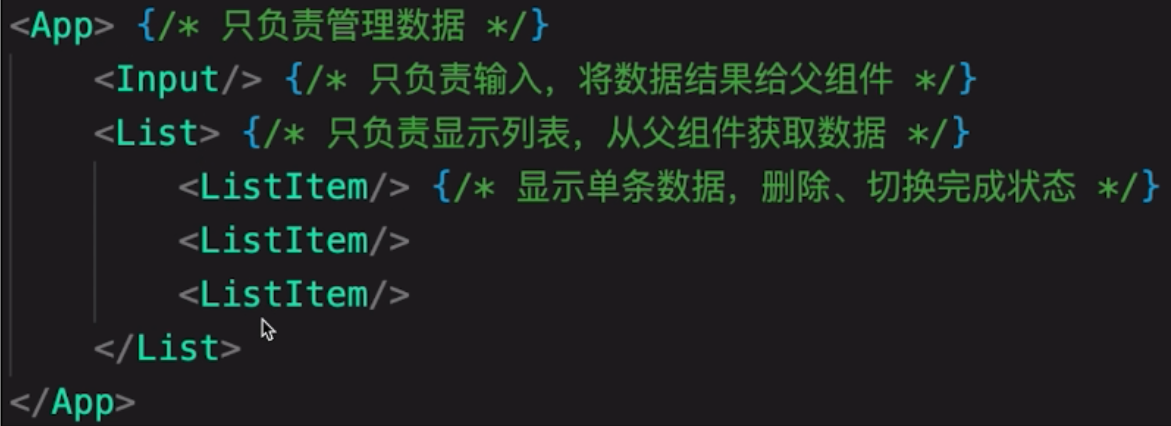 <App> {/* 只负责管理数据 */}
<Input/> {/* 只负责输入，将数据结果给父组件 */}
<List> {/* 只负责显示列表，从父组件获取数据 */}
<ListItem/> {/* 显示单条数据，删除、切换完成状态 */}
<ListItem/>
<ListItem/>
</List>
</App>